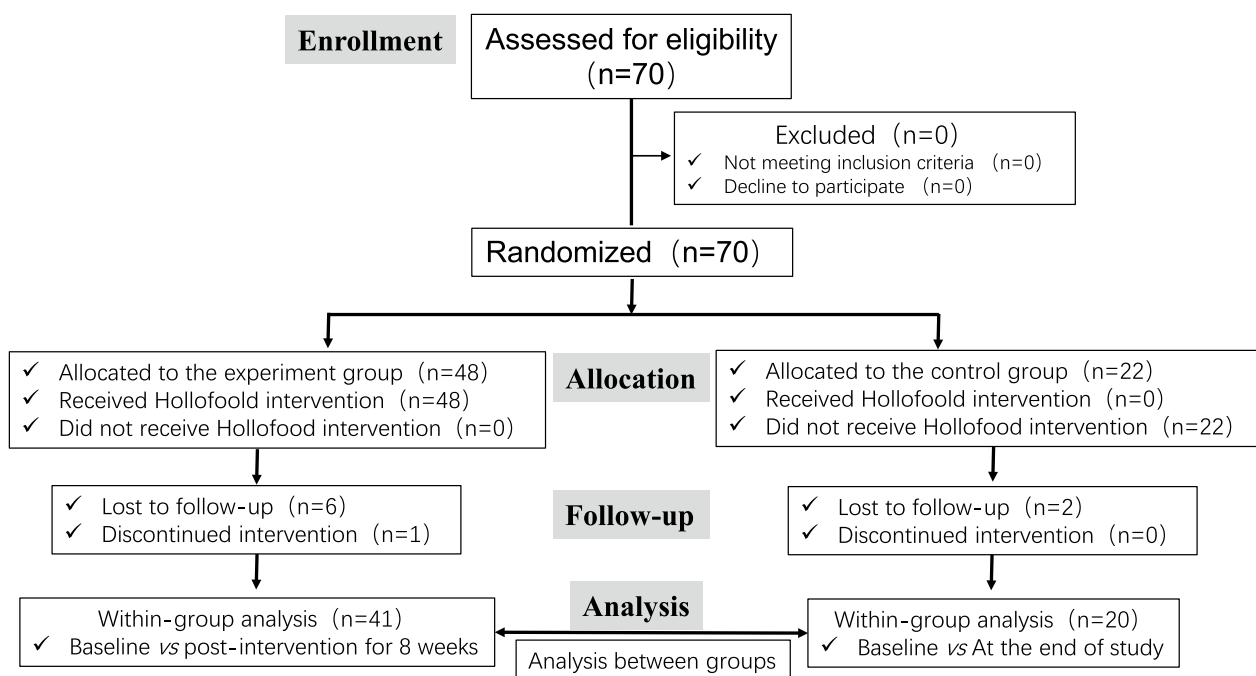 Enrollment
Assessed for eligibility
(n=70)
Excluded (n=0)
✓ Not meeting inclusion criteria (n=0)
✓ Decline to participate (n=0)
Randomized (n=70)
✓ Allocated to the experiment group (n=48)
✓ Received Hollofoold intervention (n=48)
✓ Did not receive Hollofood intervention (n=0)
Allocation
✓ Allocated to the control group (n=22)
✓ Received Hollofoold intervention (n=0)
✓ Did not receive Hollofood intervention (n=22)
✓ Lost to follow-up (n=6)
✓ Discontinued intervention (n=1)
Follow-up
✓ Lost to follow-up (n=2)
✓ Discontinued intervention (n=0)
Within-group analysis (n=41)
✓ Baseline vs post-intervention for 8 weeks
Analysis
Analysis between groups
Within-group analysis (n=20)
✓ Baseline vs At the end of study